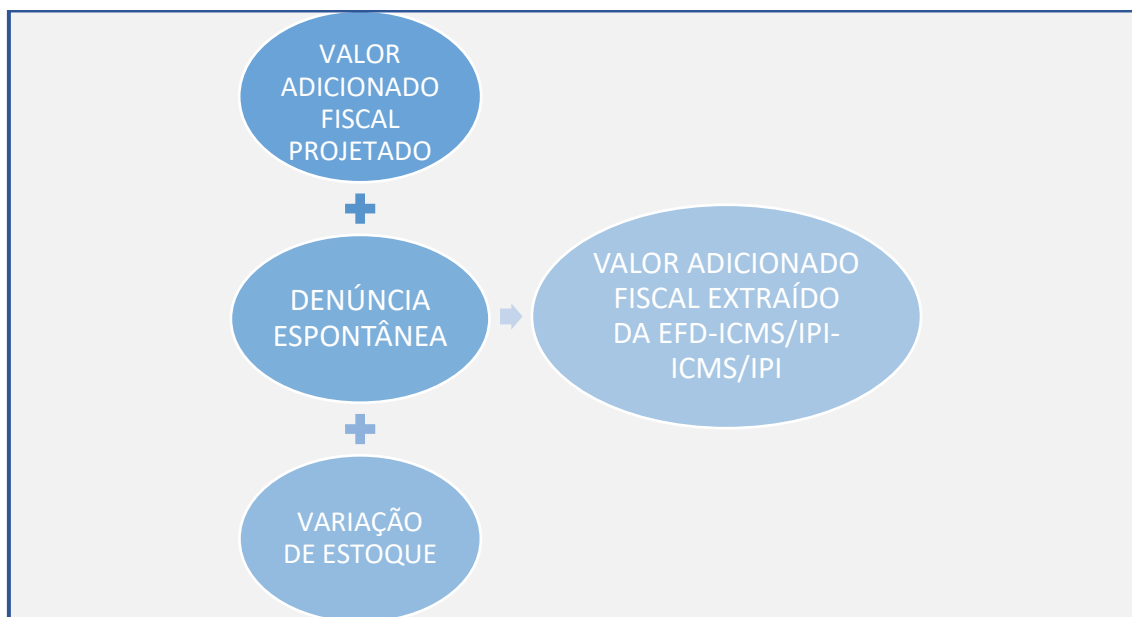 VALOR
ADICIONADO
FISCAL
PROJETADO
DENÚNCIA
ESPONTÂNEA
VARIAÇÃO
DE ESTOQUE
VALOR ADICIONADO
FISCAL EXTRAÍDO
DA EFD-ICMS/IPI-
ICMS/IPI